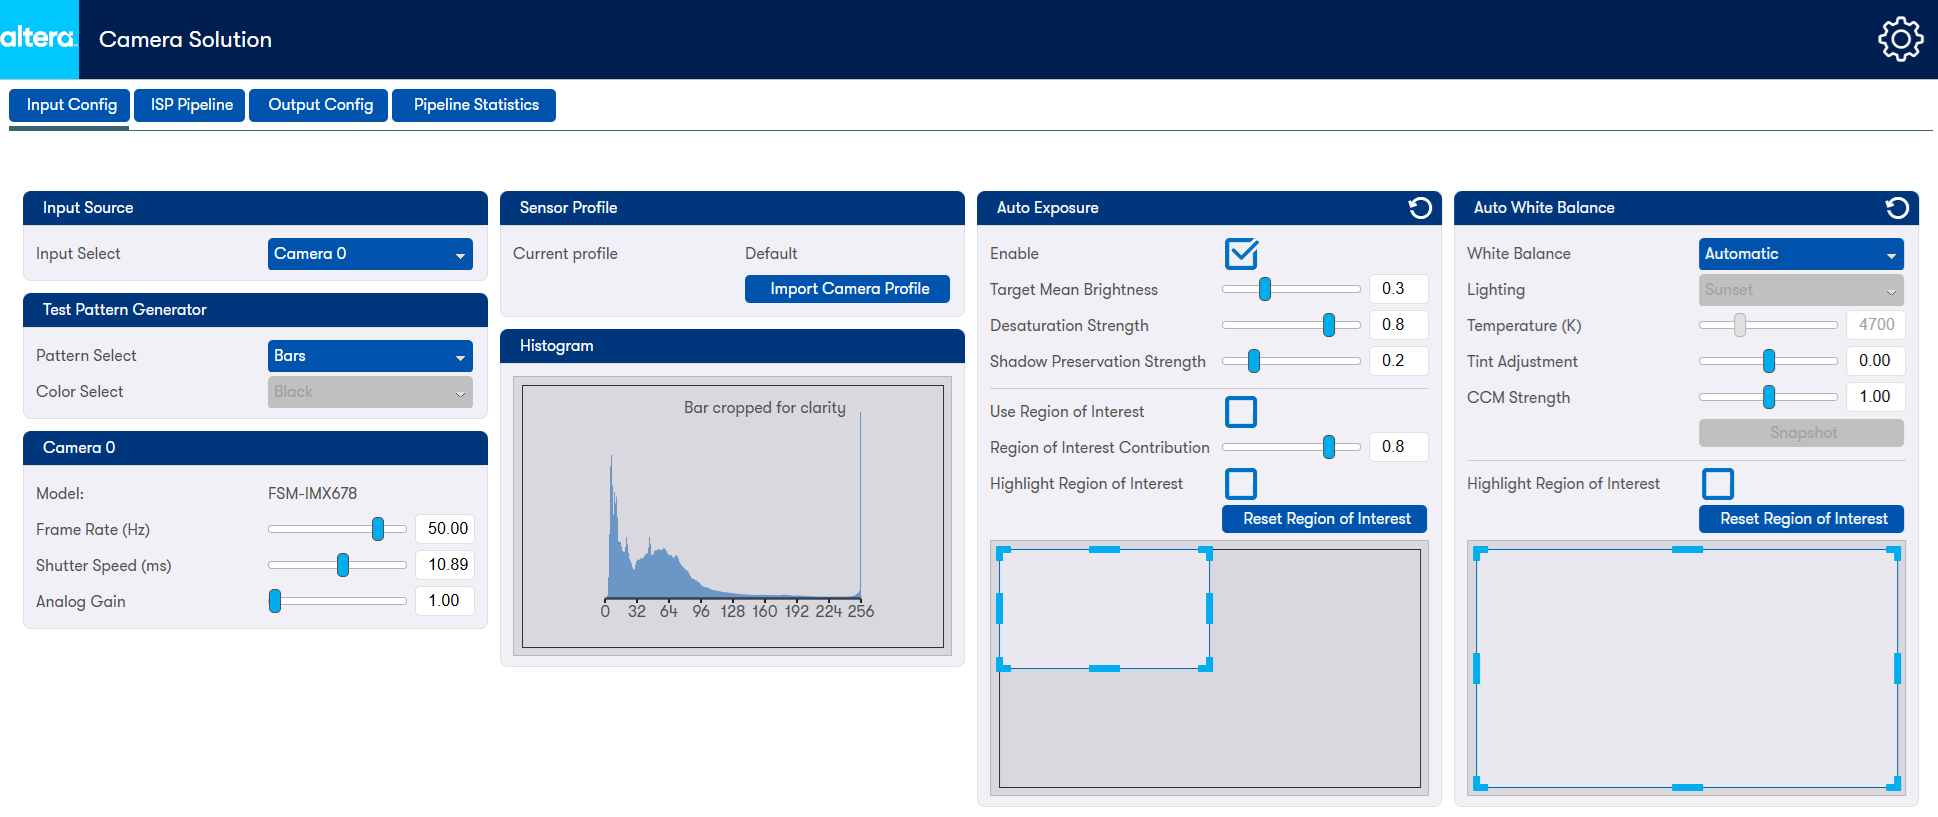 altera
Camera Solution
Input Config
ISP Pipeline
Output Config
Pipeline Statistics
Input Source
Input Select
Camera 0
Test Pattern Generator
Pattern Select
Bars
Color Select
Black
Camera 0
Model:
FSM-IMX678
Frame Rate (Hz)
50.00
Shutter Speed (ms)
10.89
Analog Gain
1.00
Sensor Profile
Current profile
Default
Import Camera Profile
Histogram
Bar cropped for clarity
0 32 64 96 128 160 192 224 256
Auto Exposure
Enable
Target Mean Brightness
0.3
Desaturation Strength
0.8
Shadow Preservation Strength
0.2
Use Region of Interest
Region of Interest Contribution
0.8
Highlight Region of Interest
Reset Region of Interest
Auto White Balance
White Balance
Automatic
Lighting
Sunset
Temperature (K)
4700
Tint Adjustment
0.00
CCM Strength
1.00
Snapshot
Highlight Region of Interest
Reset Region of Interest